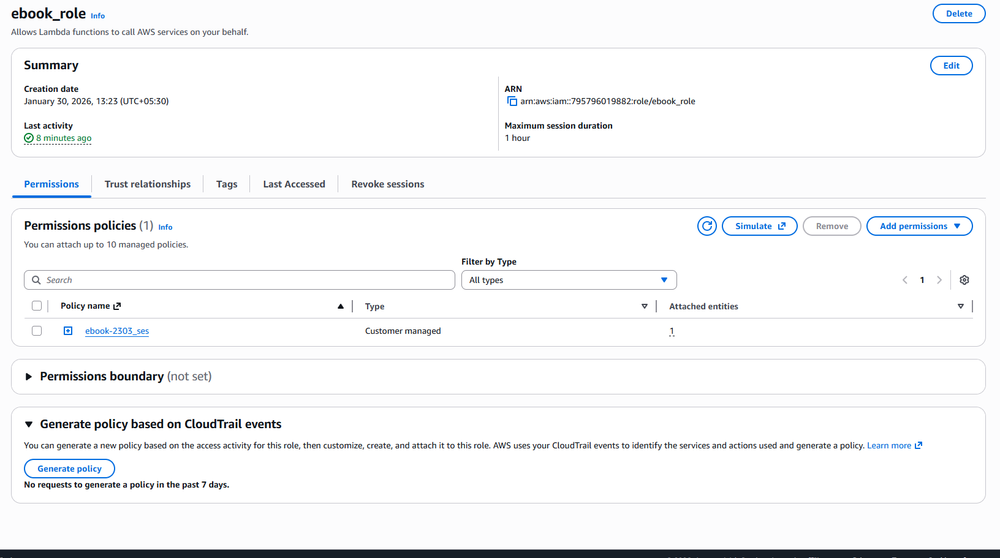 ebook_role Info
Delete
Allows Lambda functions to call AWS services on your behalf.
Summary
Edit
Creation date
January 30, 2026, 13:23 (UTC+05:30)
ARN
arn:aws:iam::795796019882:role/ebook_role
Last activity
8 minutes ago
Maximum session duration
1 hour
Permissions
Trust relationships
Tags
Last Accessed
Revoke sessions
Permissions policies (1) Info
Simulate
Remove
Add permissions
You can attach up to 10 managed policies.
Filter by Type
Search
All types
1
Policy name
Type
Attached entities
ebook-2303_ses
Customer managed
1
Permissions boundary (not set)
Generate policy based on CloudTrail events
You can generate a new policy based on the access activity for this role, then customize, create, and attach it to this role. AWS uses your CloudTrail events to identify the services and actions used and generate a policy. Learn more
Generate policy
No requests to generate a policy in the past 7 days.